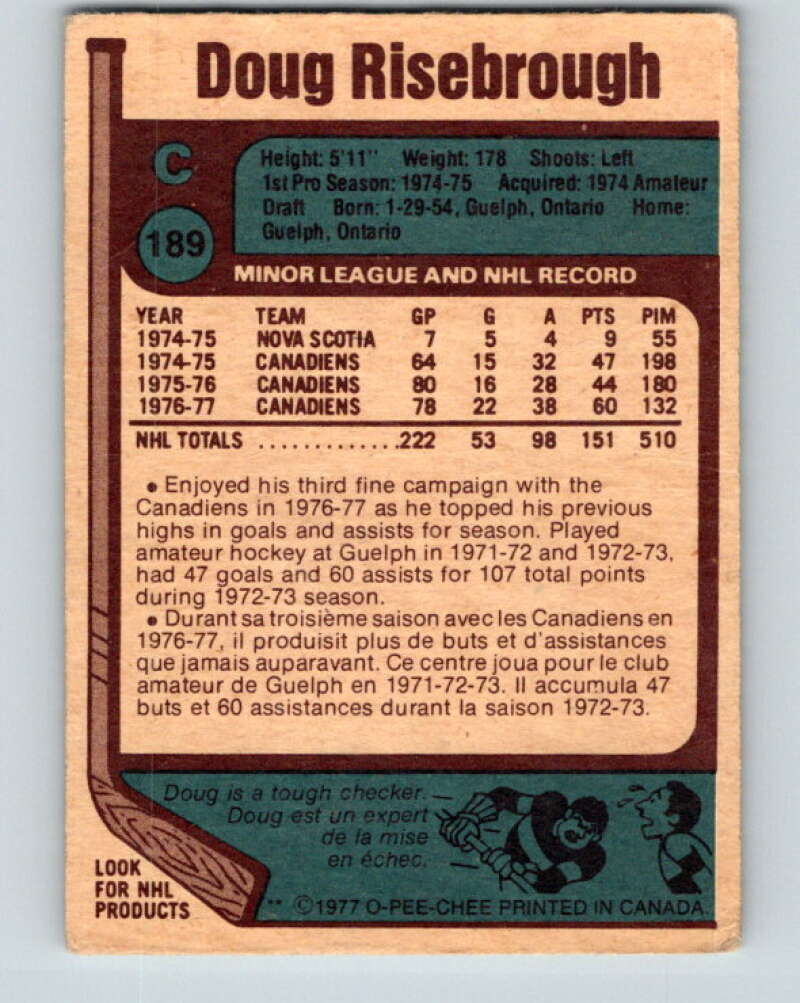 Doug Risebrough
C
Height: 5'11" Weight: 178 Shoots: Left
1st Pro Season: 1974-75 Acquired: 1974 Amateur
Draft Born: 1-29-54, Guelph, Ontario Home:
Guelph, Ontario
189
MINOR LEAGUE AND NHL RECORD
YEAR TEAM GP G A PTS PIM
1974-75 NOVA SCOTIA 7 5 4 9 55
1974-75 CANADIENS 64 15 32 47 198
1975-76 CANADIENS 80 16 28 44 180
1976-77 CANADIENS 78 22 38 60 132
NHL TOTALS .............222 53 98 151 510
• Enjoyed his third fine campaign with the
Canadiens in 1976-77 as he topped his previous
highs in goals and assists for season. Played
amateur hockey at Guelph in 1971-72 and 1972-73,
had 47 goals and 60 assists for 107 total points
during 1972-73 season.
• Durant sa troisième saison avec les Canadiens en
1976-77, il produisit plus de buts et d'assistances
que jamais auparavant. Ce centre joua pour le club
amateur de Guelph en 1971-72-73. Il accumula 47
buts et 60 assistances durant la saison 1972-73.
Doug is a tough checker.
Doug est un expert
de la mise
en échec.
LOOK
FOR NHL
PRODUCTS
** ©1977 O-PEE-CHEE PRINTED IN CANADA.